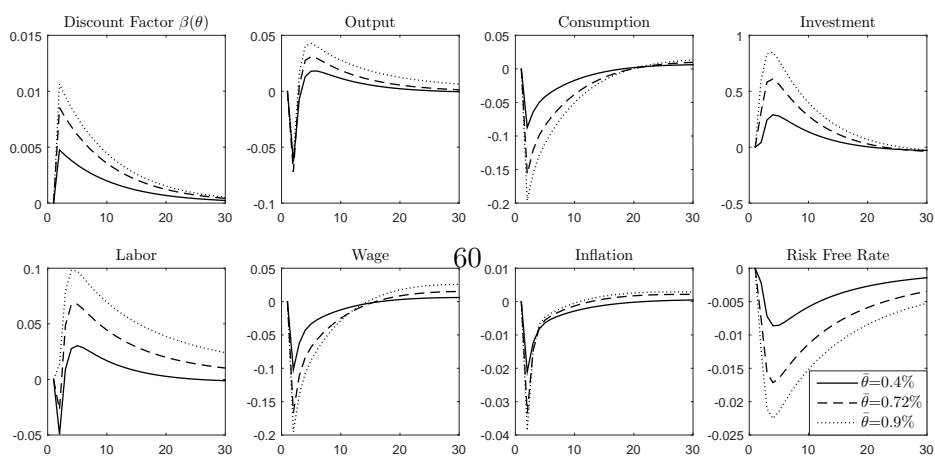 Discount Factor β(θ)
0.015
0.01
0.005
0
0 10 20 30
Output
0.05
0
-0.05
-0.1
0 10 20 30
Consumption
0.05
0
-0.05
-0.1
-0.15
-0.2
0 10 20 30
Investment
1
0.5
0
-0.5
0 10 20 30
Labor
0.1
0.05
0
-0.05
0 10 20 30
Wage
0.05
0
-0.05
-0.1
-0.15
-0.2
0 10 20 30
60
Inflation
0.01
0
-0.01
-0.02
-0.03
-0.04
0 10 20 30
Risk Free Rate
0
-0.005
-0.01
-0.015
-0.02
-0.025
0 10 20 30
θ̄=0.4%
θ̄=0.72%
θ̄=0.9%